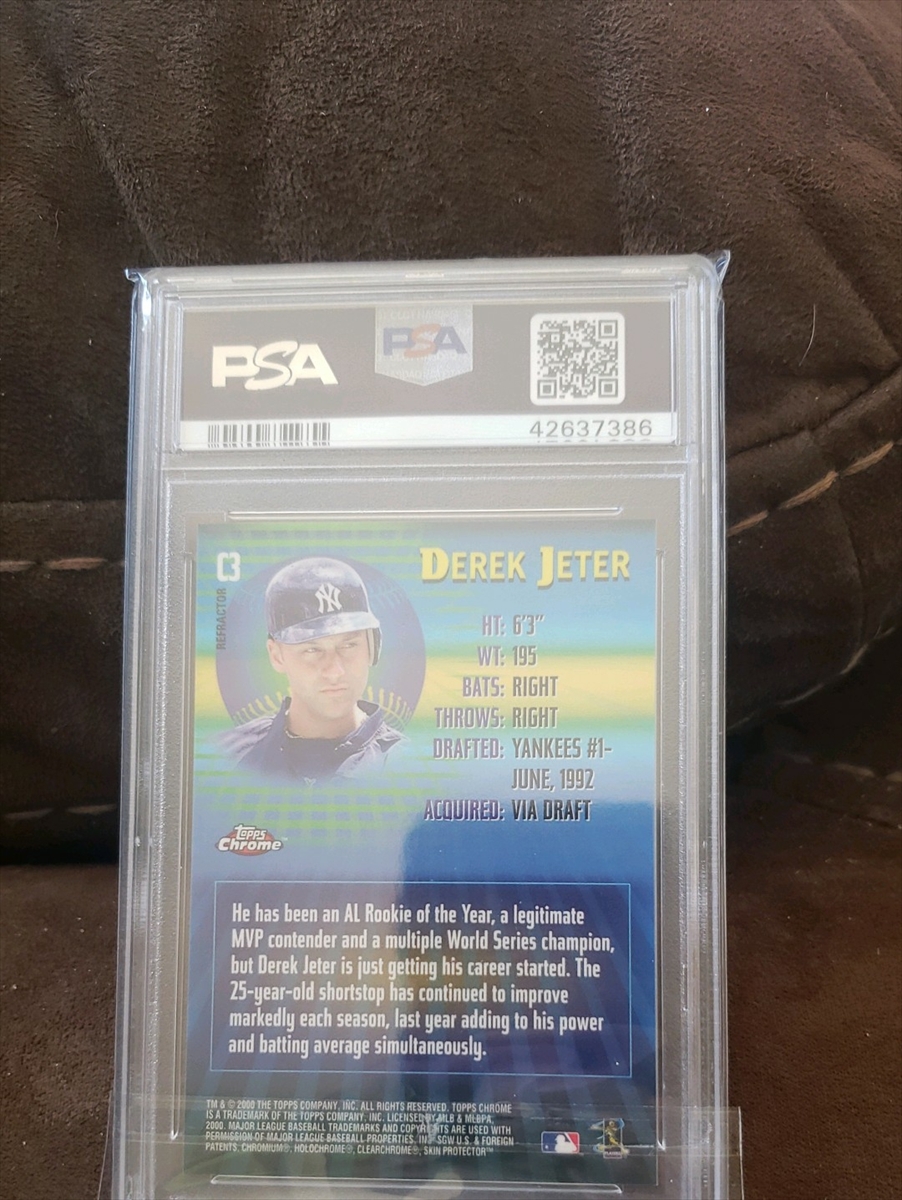 PSA
PSA
42637386
C3
REFRACTOR
DEREK JETER
HT: 6'3"
WT: 195
BATS: RIGHT
THROWS: RIGHT
DRAFTED: YANKEES #1-
JUNE, 1992
ACQUIRED: VIA DRAFT
NY
Topps
Chrome
He has been an AL Rookie of the Year, a legitimate
MVP contender and a multiple World Series champion,
but Derek Jeter is just getting his career started. The
25-year-old shortstop has continued to improve
markedly each season, last year adding to his power
and batting average simultaneously.
TM & © 2000 THE TOPPS COMPANY, INC. ALL RIGHTS RESERVED. TOPPS CHROME
IS A TRADEMARK OF THE TOPPS COMPANY, INC. LICENSED BY MLB & MLBPA,
2000. MAJOR LEAGUE BASEBALL TRADEMARKS AND COPYRIGHTS ARE USED WITH
PERMISSION OF MAJOR LEAGUE BASEBALL PROPERTIES, INC. SGW U.S. & FOREIGN
PATENTS, CHROMIUM®, HOLOCHROME®, CLEARCHROME®, SKIN PROTECTOR™